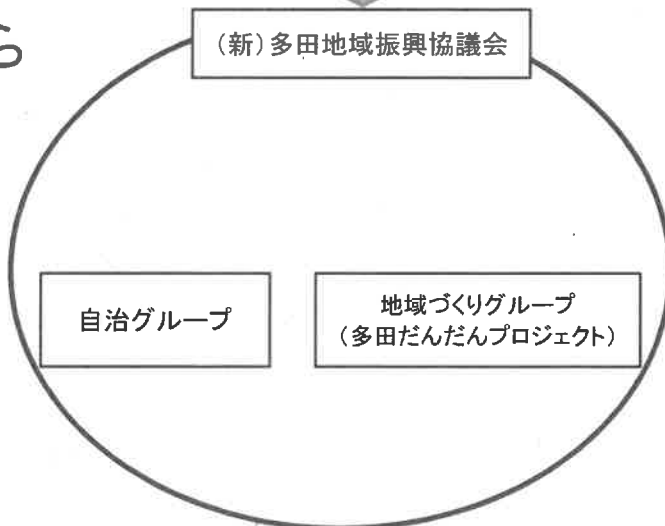 ら
（新）多田地域振興協議会
自治グループ
地域づくりグループ
（多田だんだんプロジェクト）